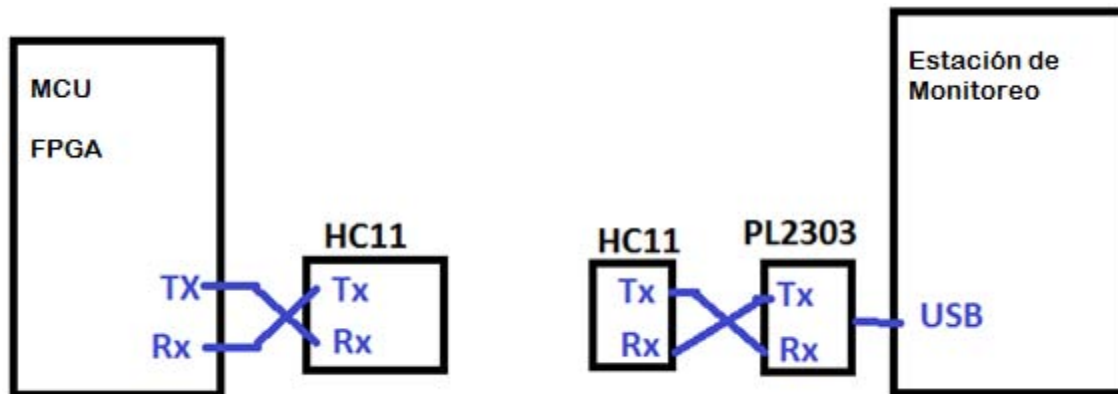 MCU
FPGA
HC11
TX
Tx
Rx
Rx
HC11
PL2303
Tx
Tx
Rx
Rx
Estación de
Monitoreo
USB